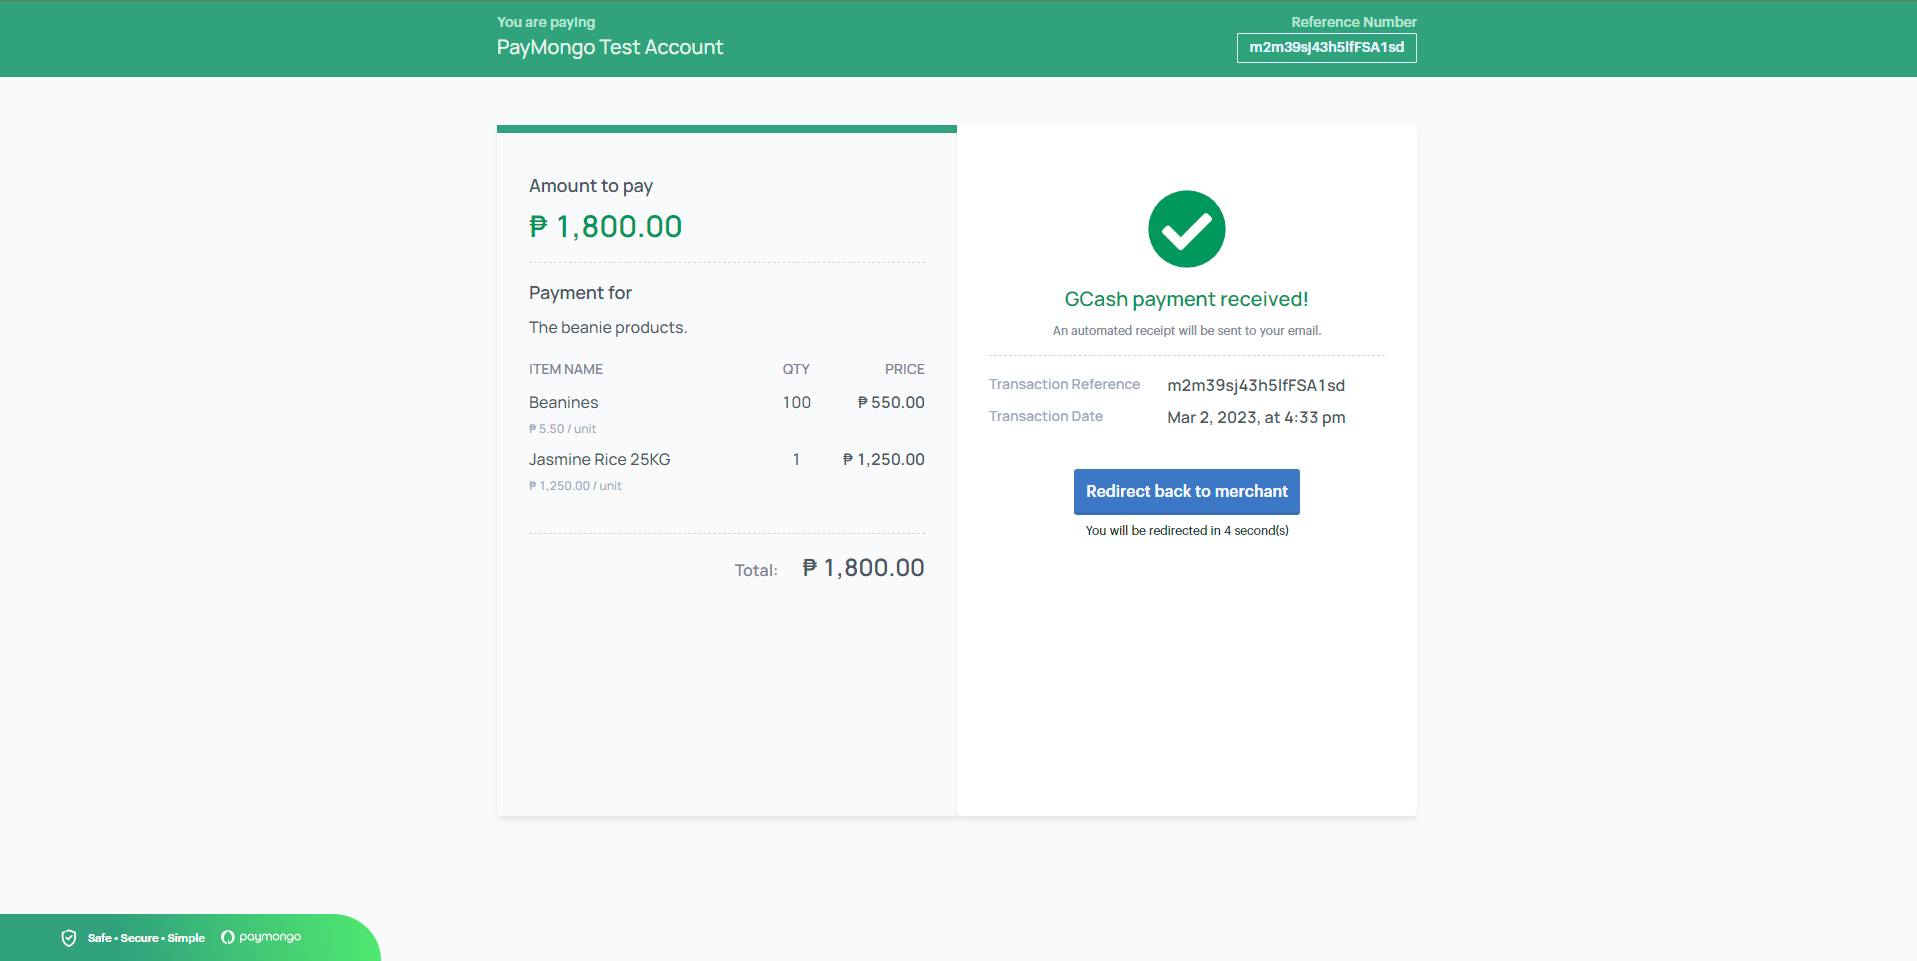 You are paying
PayMongo Test Account
Reference Number
m2m39sj43h5lfFSA1sd
Amount to pay
₱ 1,800.00
Payment for
The beanie products.
ITEM NAME QTY PRICE
Beanines 100 ₱ 550.00
₱ 5.50 / unit
Jasmine Rice 25KG 1 ₱ 1,250.00
₱ 1,250.00 / unit
Total: ₱ 1,800.00
GCash payment received!
An automated receipt will be sent to your email.
Transaction Reference m2m39sj43h5lfFSA1sd
Transaction Date Mar 2, 2023, at 4:33 pm
Redirect back to merchant
You will be redirected in 4 second(s)
Safe • Secure • Simple paymongo